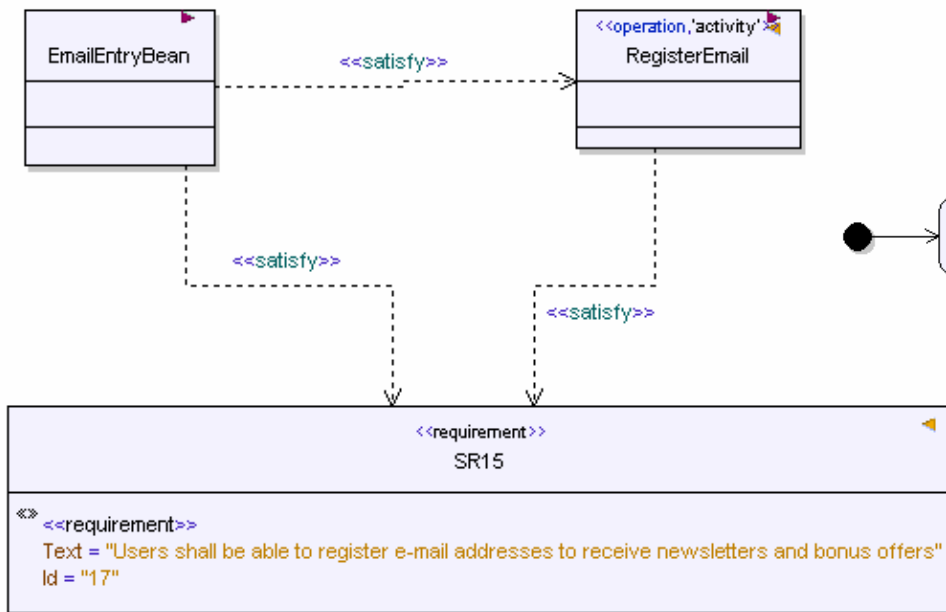 EmailEntryBean
<<operation,'activity'>>
RegisterEmail
<<satisfy>>
<<satisfy>>
<<satisfy>>
<<requirement>>
SR15
<<requirement>>
Text = "Users shall be able to register e-mail addresses to receive newsletters and bonus offers"
Id = "17"